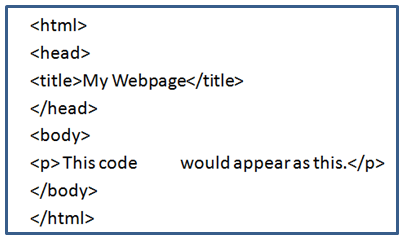 <html>
<head>
<title>My Webpage</title>
</head>
<body>
<p> This code        would appear as this.</p>
</body>
</html>